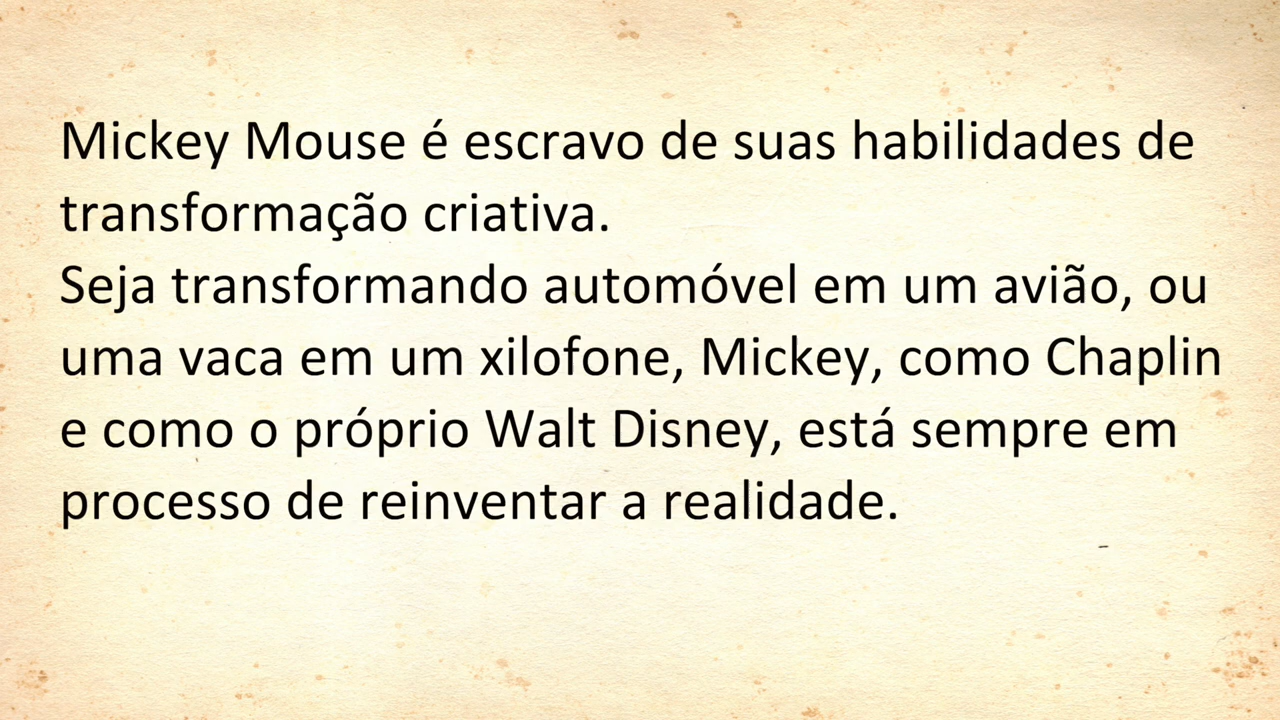 Mickey Mouse é escravo de suas habilidades de
transformação criativa.
Seja transformando automóvel em um avião, ou
uma vaca em um xilofone, Mickey, como Chaplin
e como o próprio Walt Disney, está sempre em
processo de reinventar a realidade.